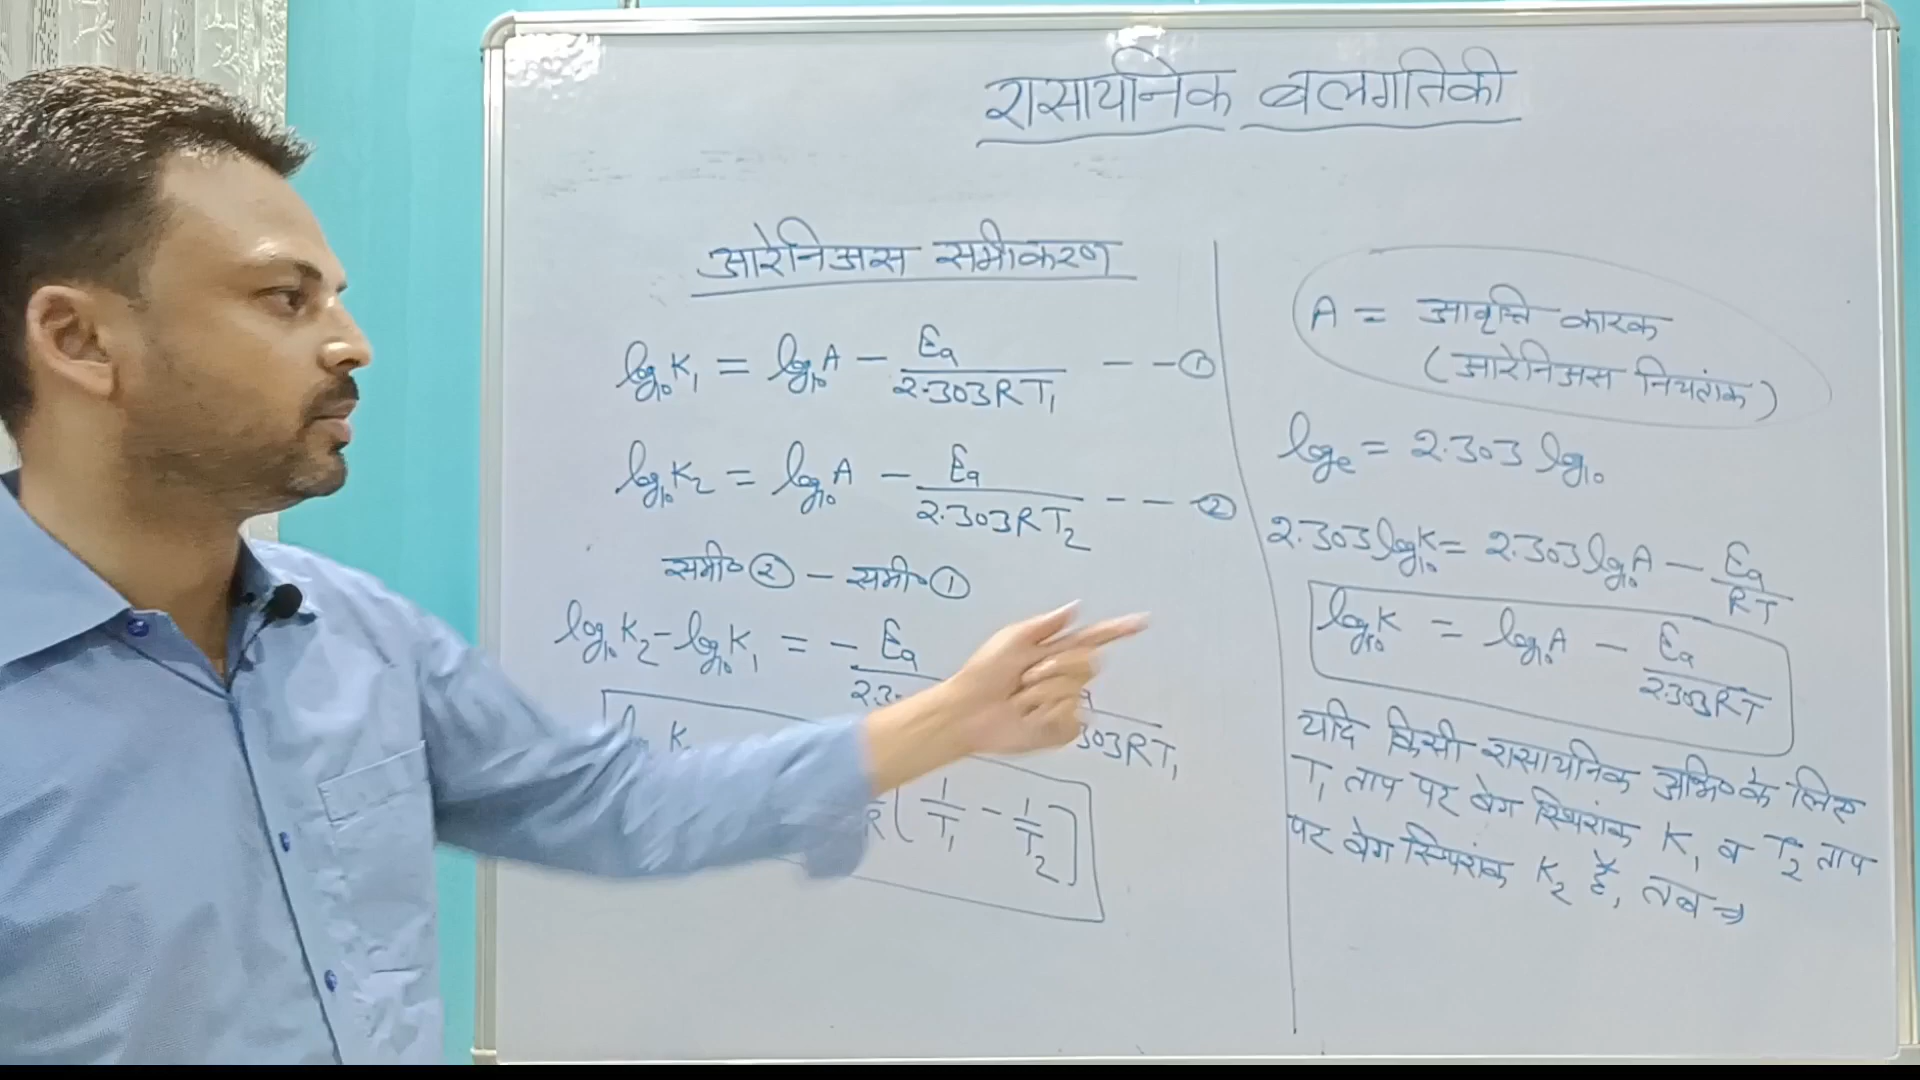 रासायनिक बलगतिकी
आरेनिअस समीकरण
log₁₀K₁ = log₁₀A − Ea/2.303RT₁ −−①
log₁₀K₂ = log₁₀A − Ea/2.303RT₂ −−−②
समी॰② − समी॰①
log₁₀K₂ − log₁₀K₁ = − Ea/2.30 303RT₁
K R[1/T₁ − 1/T₂]
A = आवृत्ति कारक
(आरेनिअस नियतांक)
logₑ = 2.303 log₁₀
2.303 log₁₀K = 2.303 log₁₀A − Ea/RT
log₁₀K = log₁₀A − Ea/2.303RT
यदि किसी रासायनिक अभि॰ के लिए
T₁ ताप पर वेग स्थिरांक K₁ व T₂ ताप
पर वेग स्थिरांक K₂ है, तब →